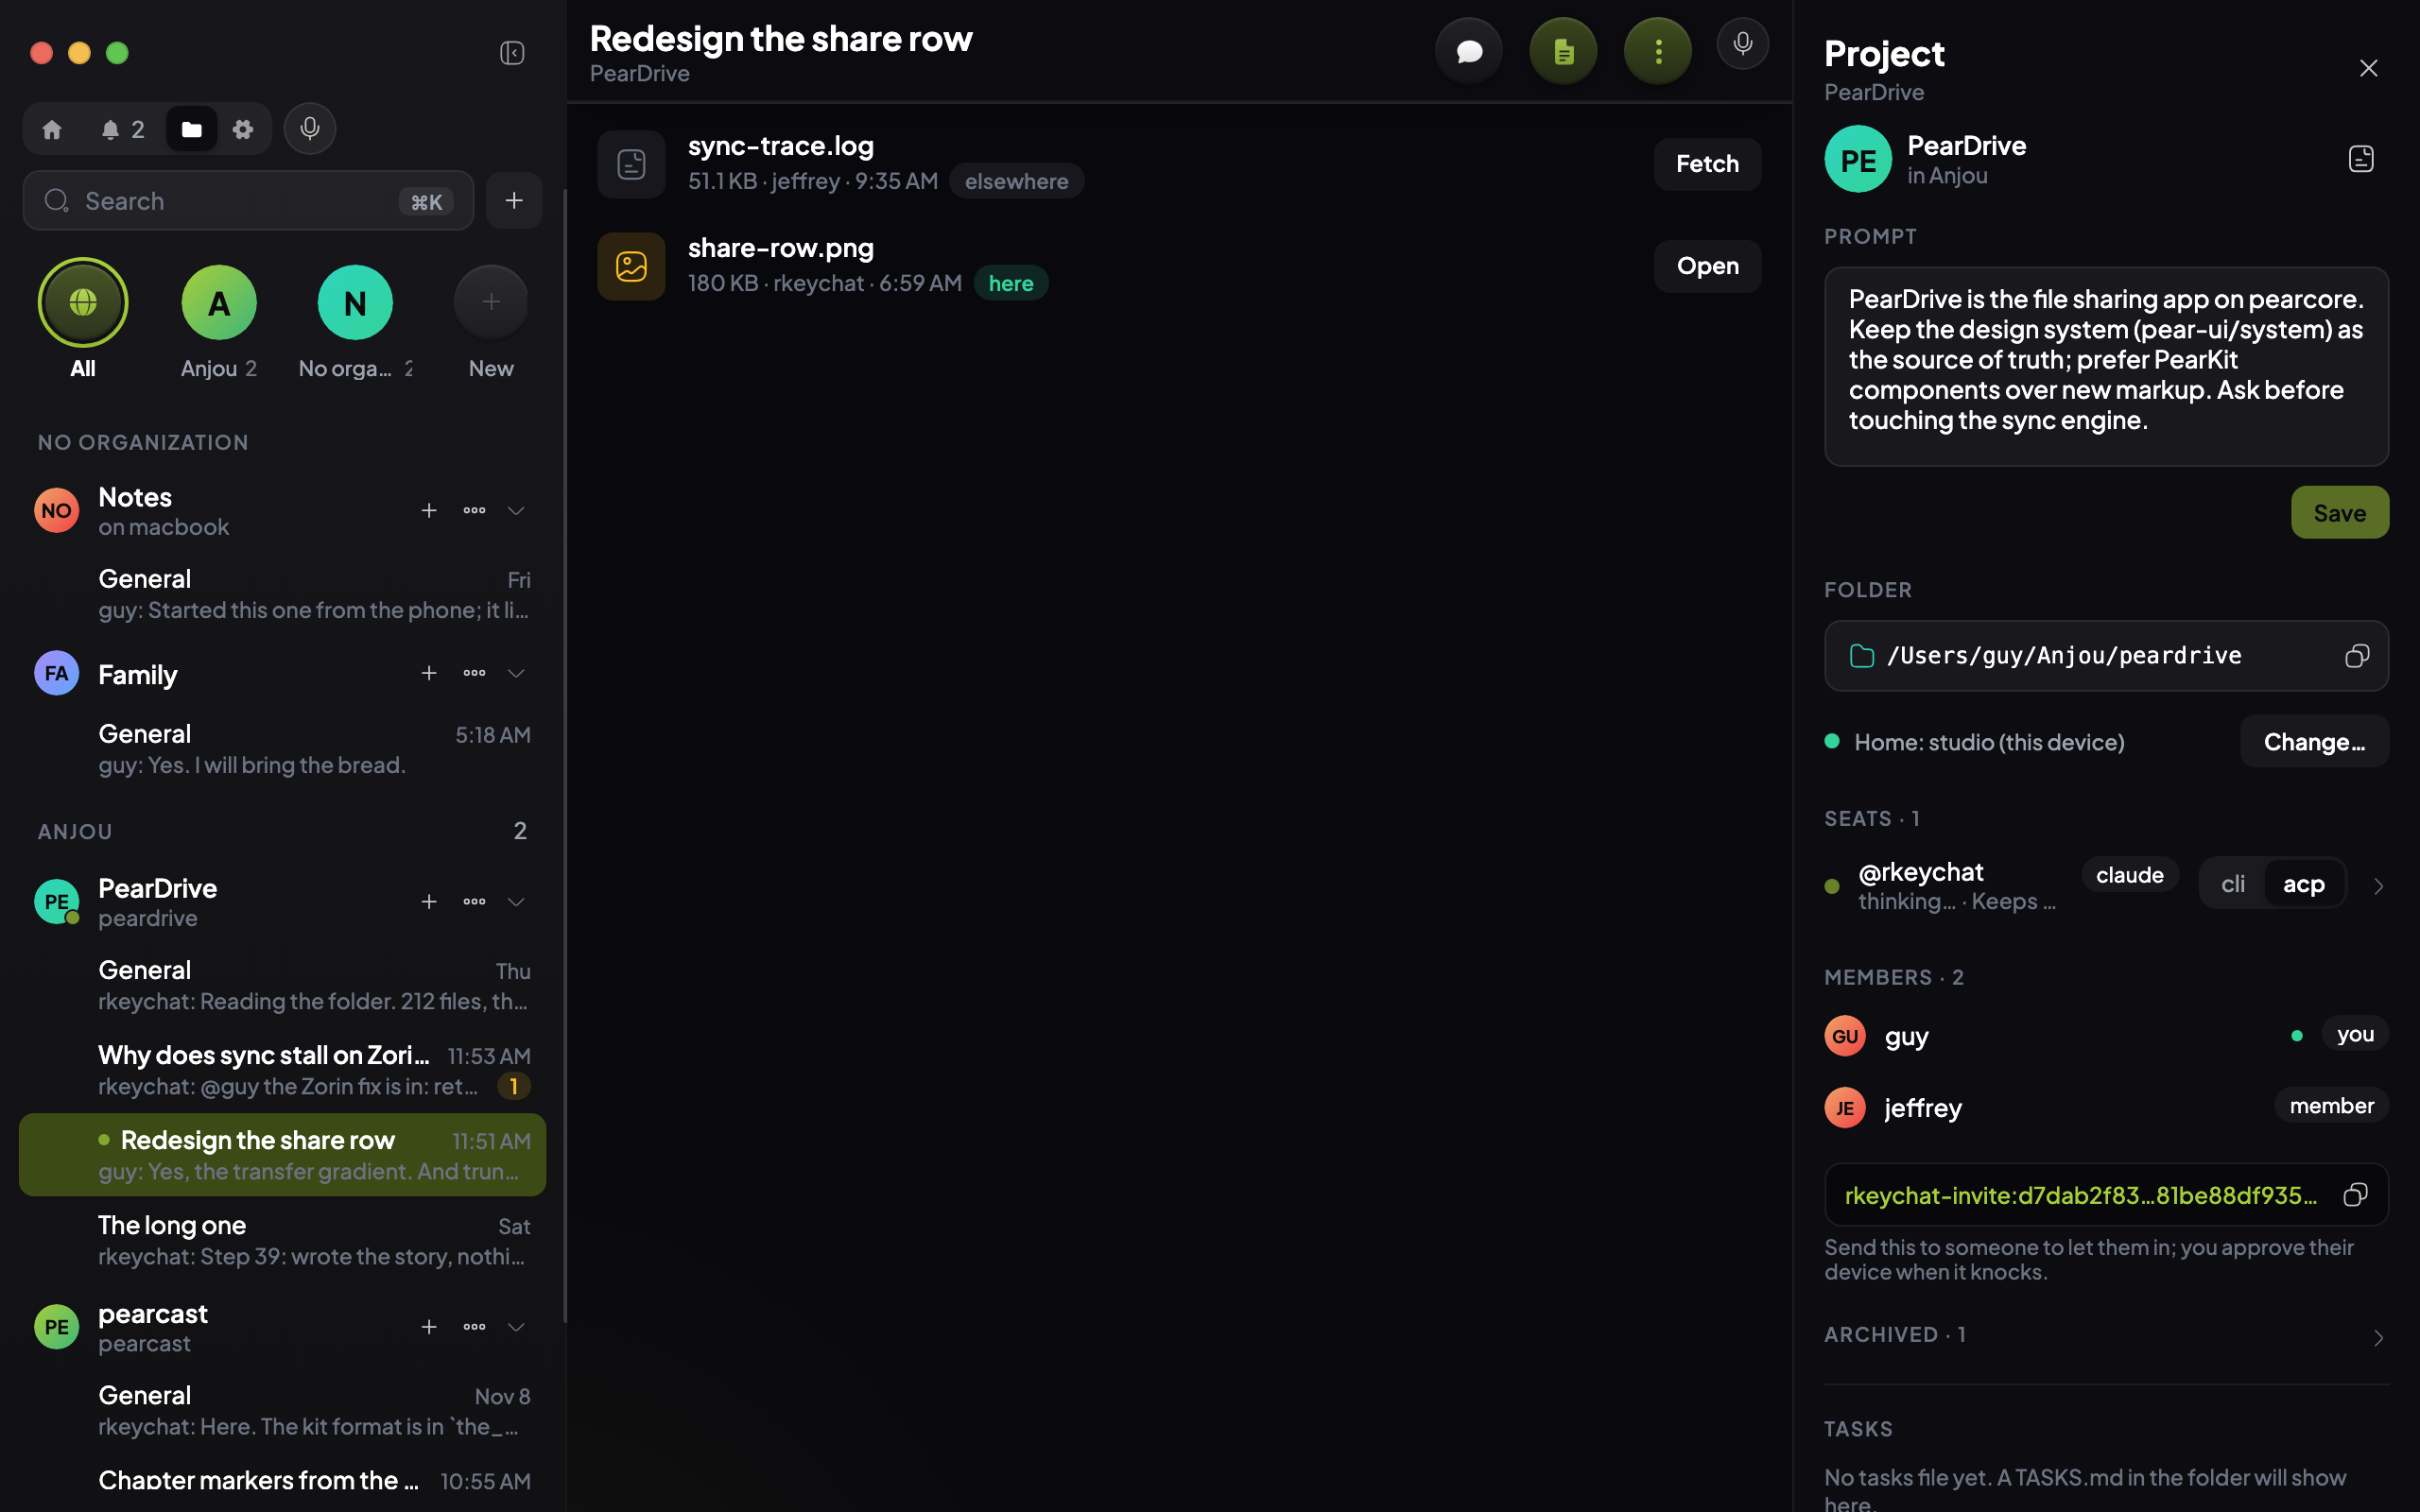 2
Search
⌘K
All
A
Anjou 2
N
No orga...
New
NO ORGANIZATION
NO
Notes
on macbook
General
Fri
guy: Started this one from the phone; it li...
FA
Family
General
5:18 AM
guy: Yes. I will bring the bread.
ANJOU
2
PE
PearDrive
peardrive
General
Thu
rkeychat: Reading the folder. 212 files, th...
Why does sync stall on Zori...
11:53 AM
rkeychat: @guy the Zorin fix is in: ret...
1
Redesign the share row
11:51 AM
guy: Yes, the transfer gradient. And trun...
The long one
Sat
rkeychat: Step 39: wrote the story, nothi...
PE
pearcast
pearcast
General
Nov 8
rkeychat: Here. The kit format is in `the_...
Chapter markers from the ...
10:55 AM
Redesign the share row
PearDrive
sync-trace.log
51.1 KB · jeffrey · 9:35 AM
elsewhere
Fetch
share-row.png
180 KB · rkeychat · 6:59 AM
here
Open
Project
PearDrive
PE
PearDrive
in Anjou
PROMPT
PearDrive is the file sharing app on pearcore.
Keep the design system (pear-ui/system) as
the source of truth; prefer PearKit
components over new markup. Ask before
touching the sync engine.
Save
FOLDER
/Users/guy/Anjou/peardrive
Home: studio (this device)
Change...
SEATS · 1
@rkeychat
thinking... · Keeps ...
claude
cli
acp
MEMBERS · 2
GU
guy
you
JE
jeffrey
member
rkeychat-invite:d7dab2f83...81be88df935...
Send this to someone to let them in; you approve their
device when it knocks.
ARCHIVED · 1
TASKS
No tasks file yet. A TASKS.md in the folder will show
here.